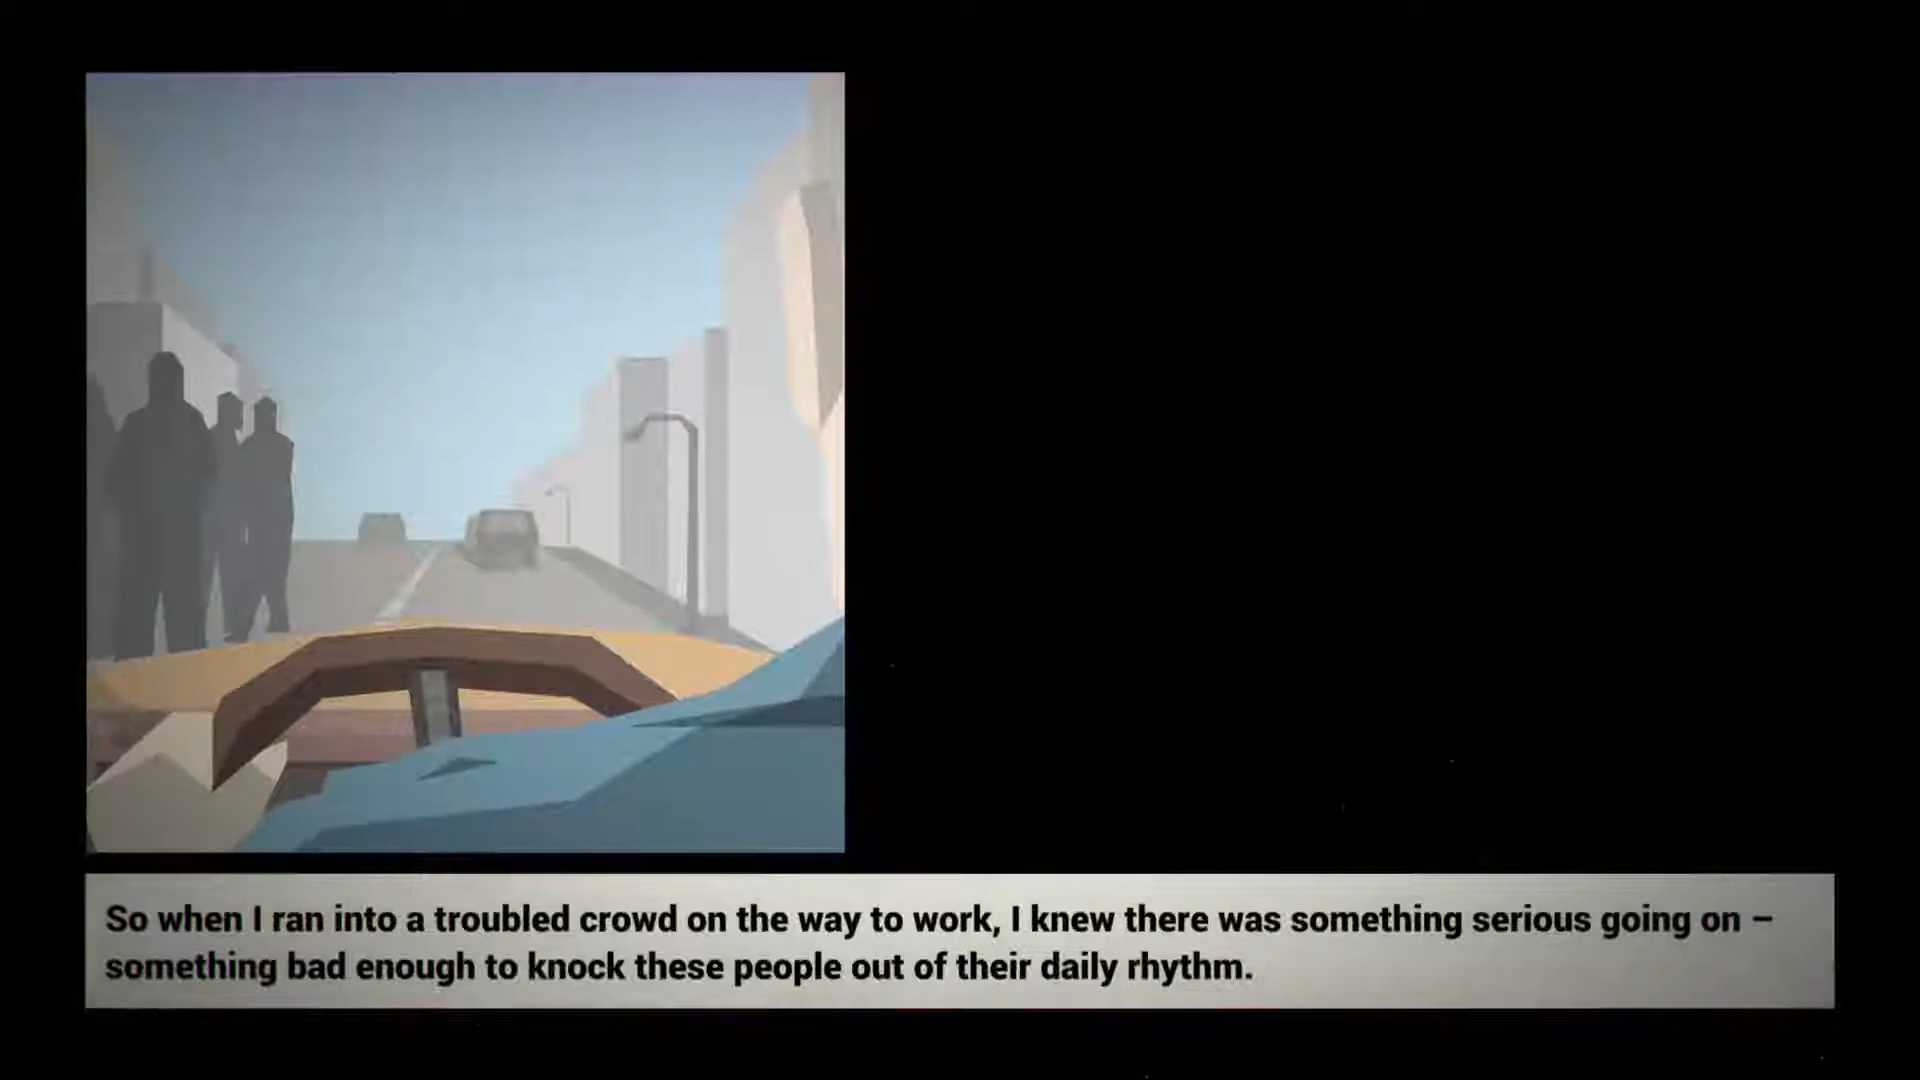 So when I ran into a troubled crowd on the way to work, I knew there was something serious going on –
something bad enough to knock these people out of their daily rhythm.